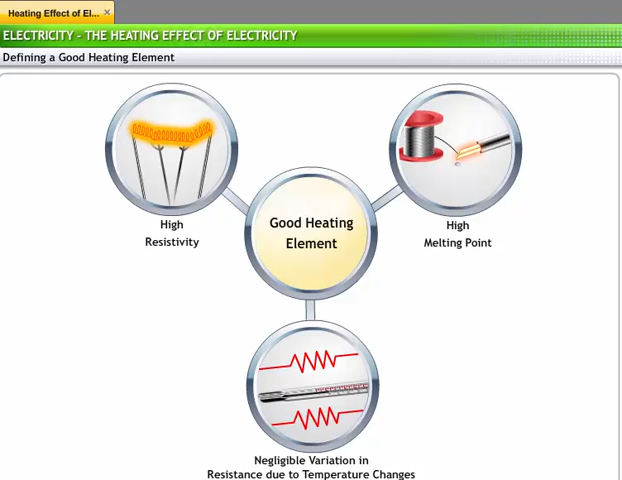 Heating Effect of El... ×
ELECTRICITY - THE HEATING EFFECT OF ELECTRICITY
Defining a Good Heating Element
High
Resistivity
Good Heating
Element
High
Melting Point
Negligible Variation in
Resistance due to Temperature Changes